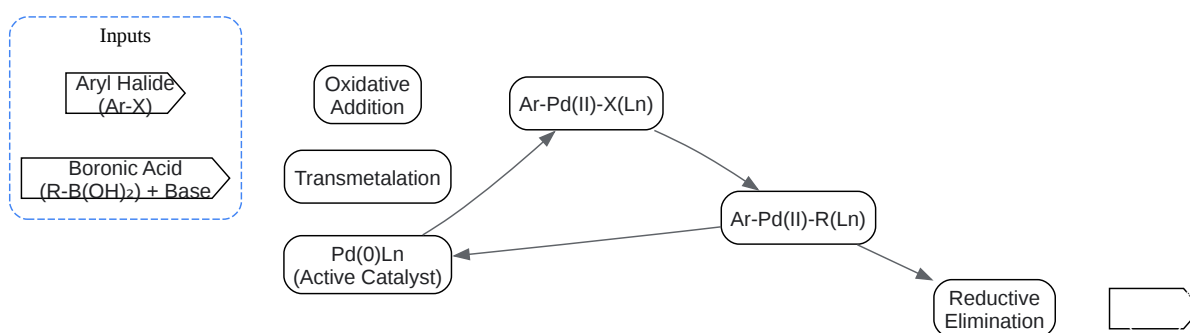 Inputs
Aryl Halide
(Ar-X)
Boronic Acid
(R-B(OH)₂) + Base
Oxidative
Addition
Transmetalation
Pd(0)Ln
(Active Catalyst)
Ar-Pd(II)-X(Ln)
Ar-Pd(II)-R(Ln)
Reductive
Elimination